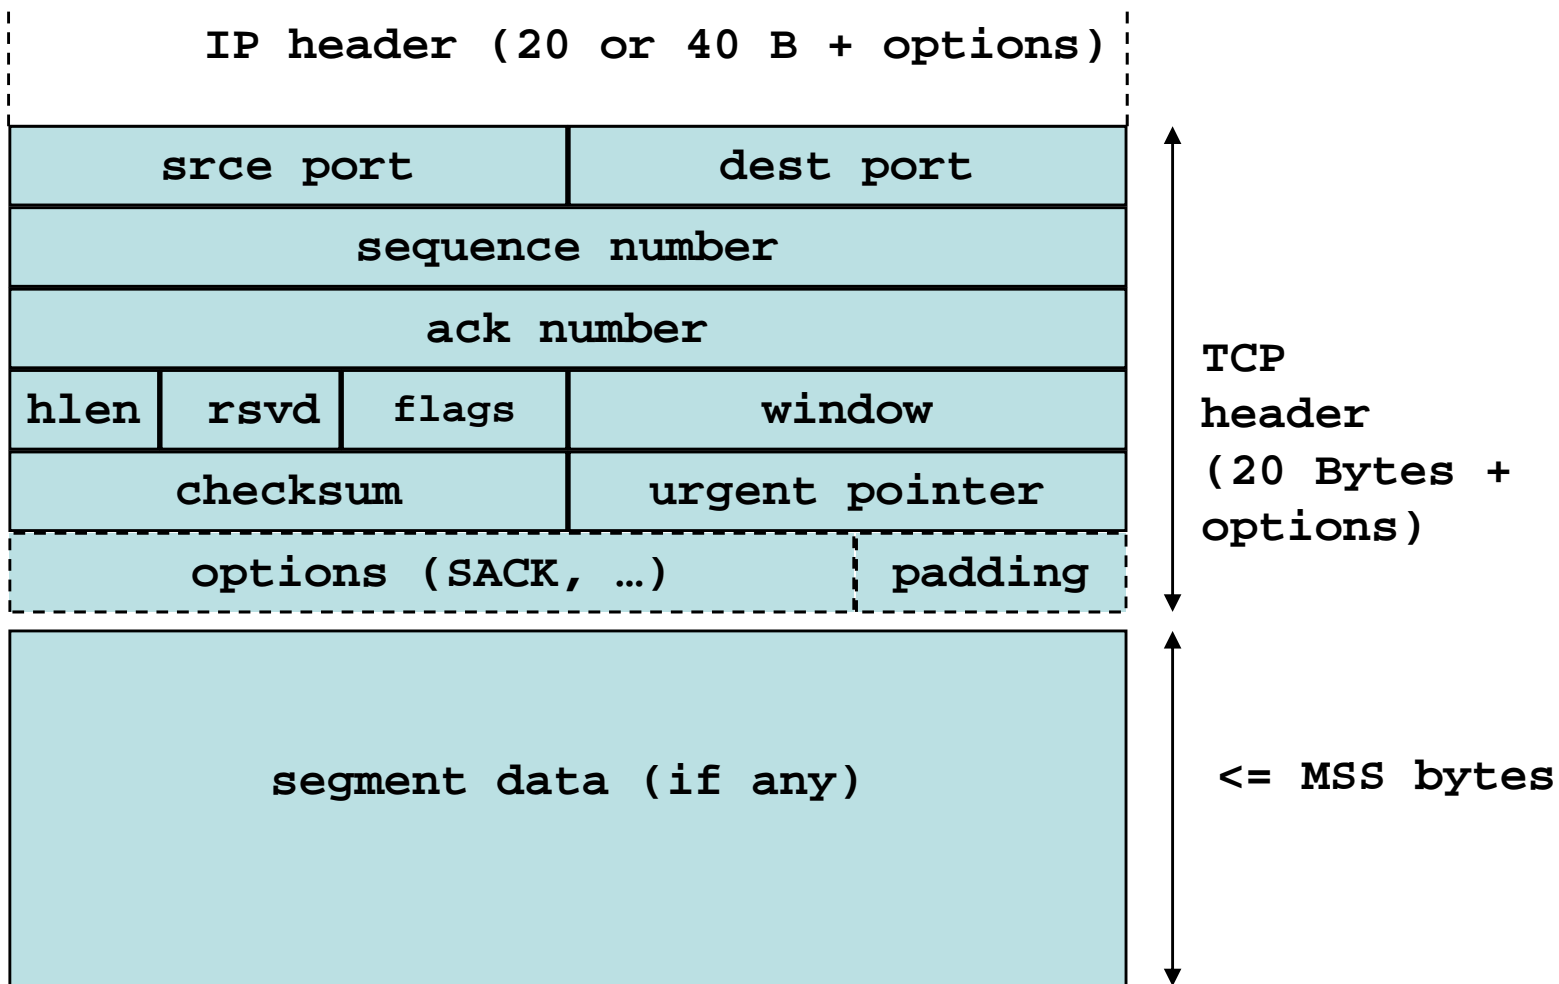 IP header (20 or 40 B + options)
srce port
dest port
sequence number
ack number
hlen
rsvd
flags
window
checksum
urgent pointer
options (SACK, …)
padding
TCP
header
(20 Bytes +
options)
segment data (if any)
<= MSS bytes